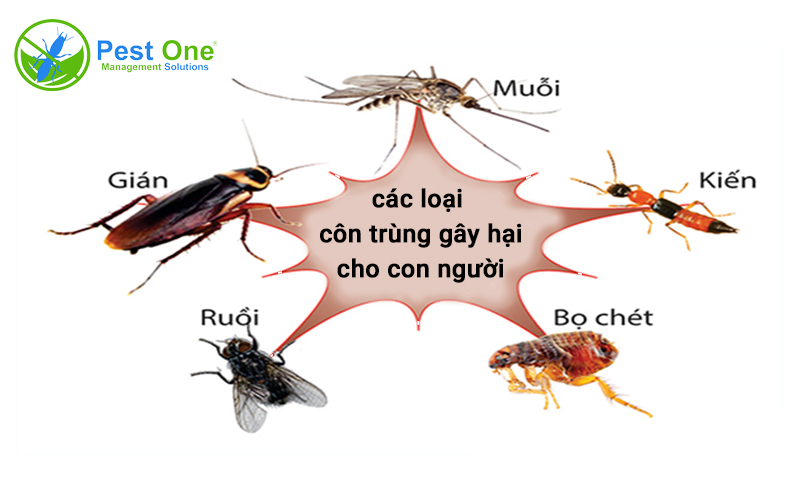 Pest One
Management Solutions
Muỗi
Gián
Kiến
các loại
côn trùng gây hại
cho con người
Ruồi
Bọ chét